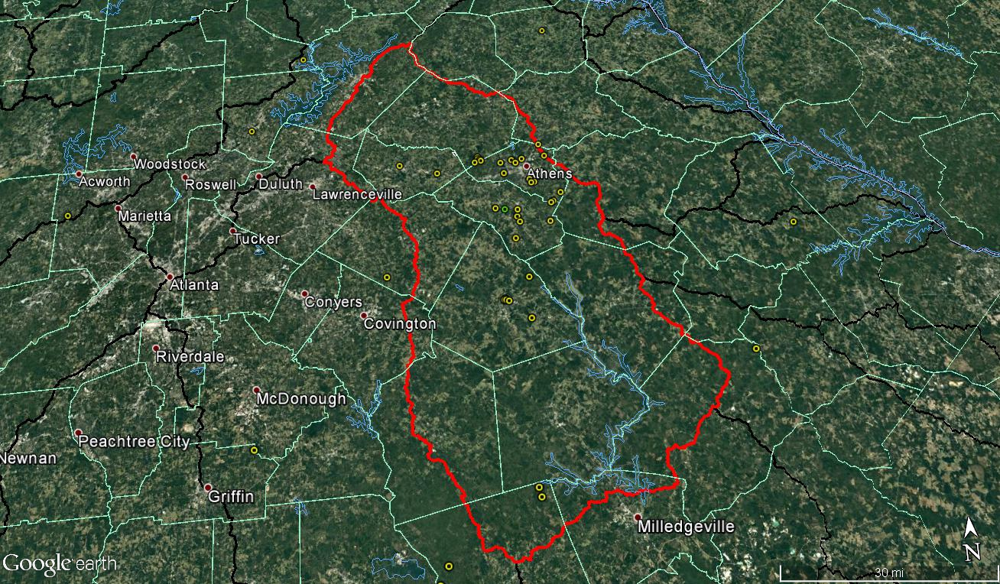 Woodstock
Acworth
Roswell
Duluth
Athens
Lawrenceville
Marietta
Tucker
Atlanta
Conyers
Covington
Riverdale
McDonough
Peachtree City
Newnan
Griffin
Milledgeville
N
Google earth
30 mi